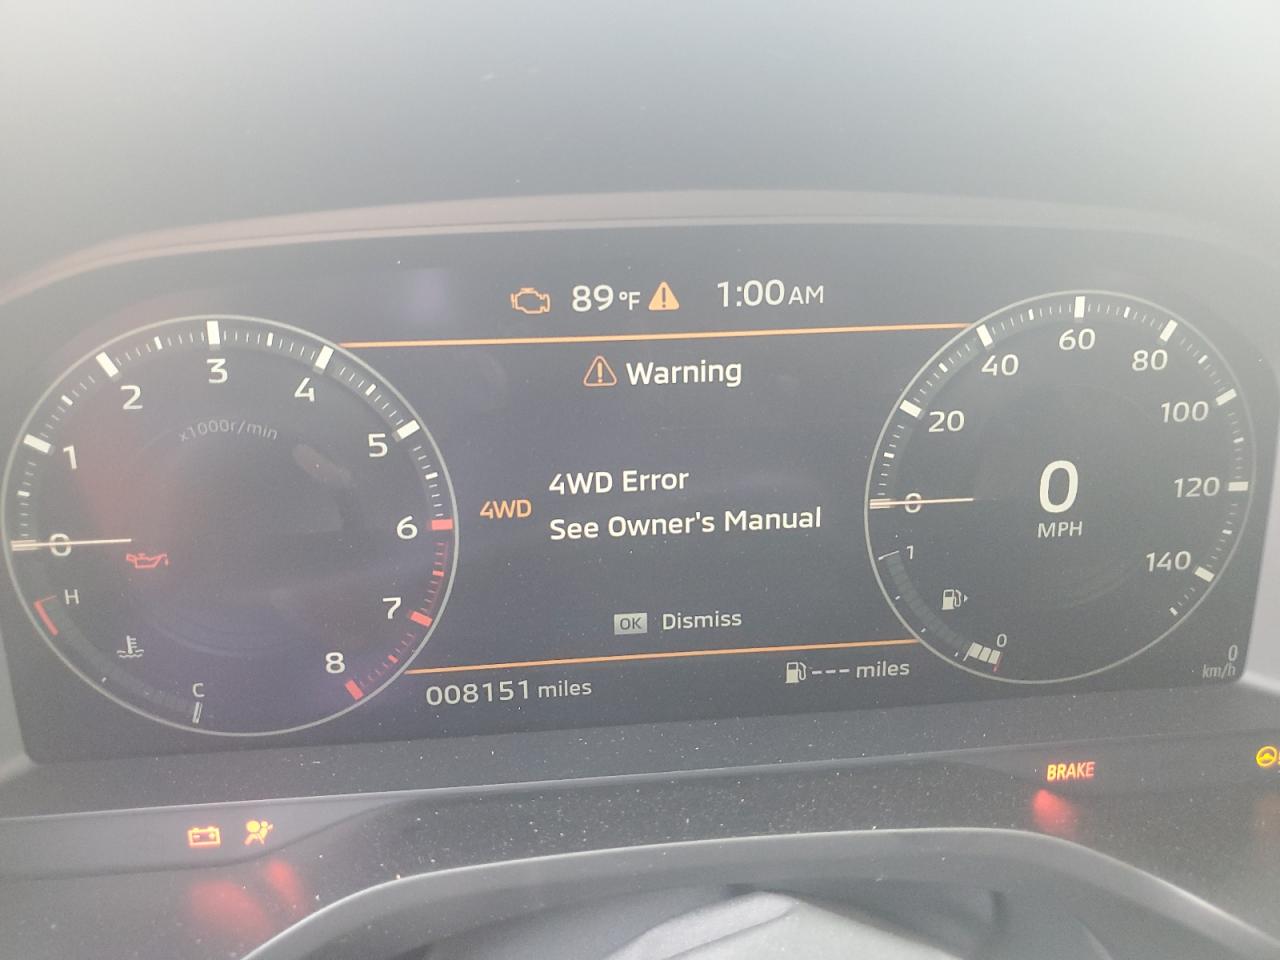 89°F 1:00AM
Warning
4WD
4WD Error
See Owner's Manual
OK Dismiss
008151 miles
--- miles
0
1
2
3
4
5
6
7
8
x1000r/min
H
C
0
20
40
60
80
100
120
140
0
MPH
1
0
0
km/h
BRAKE